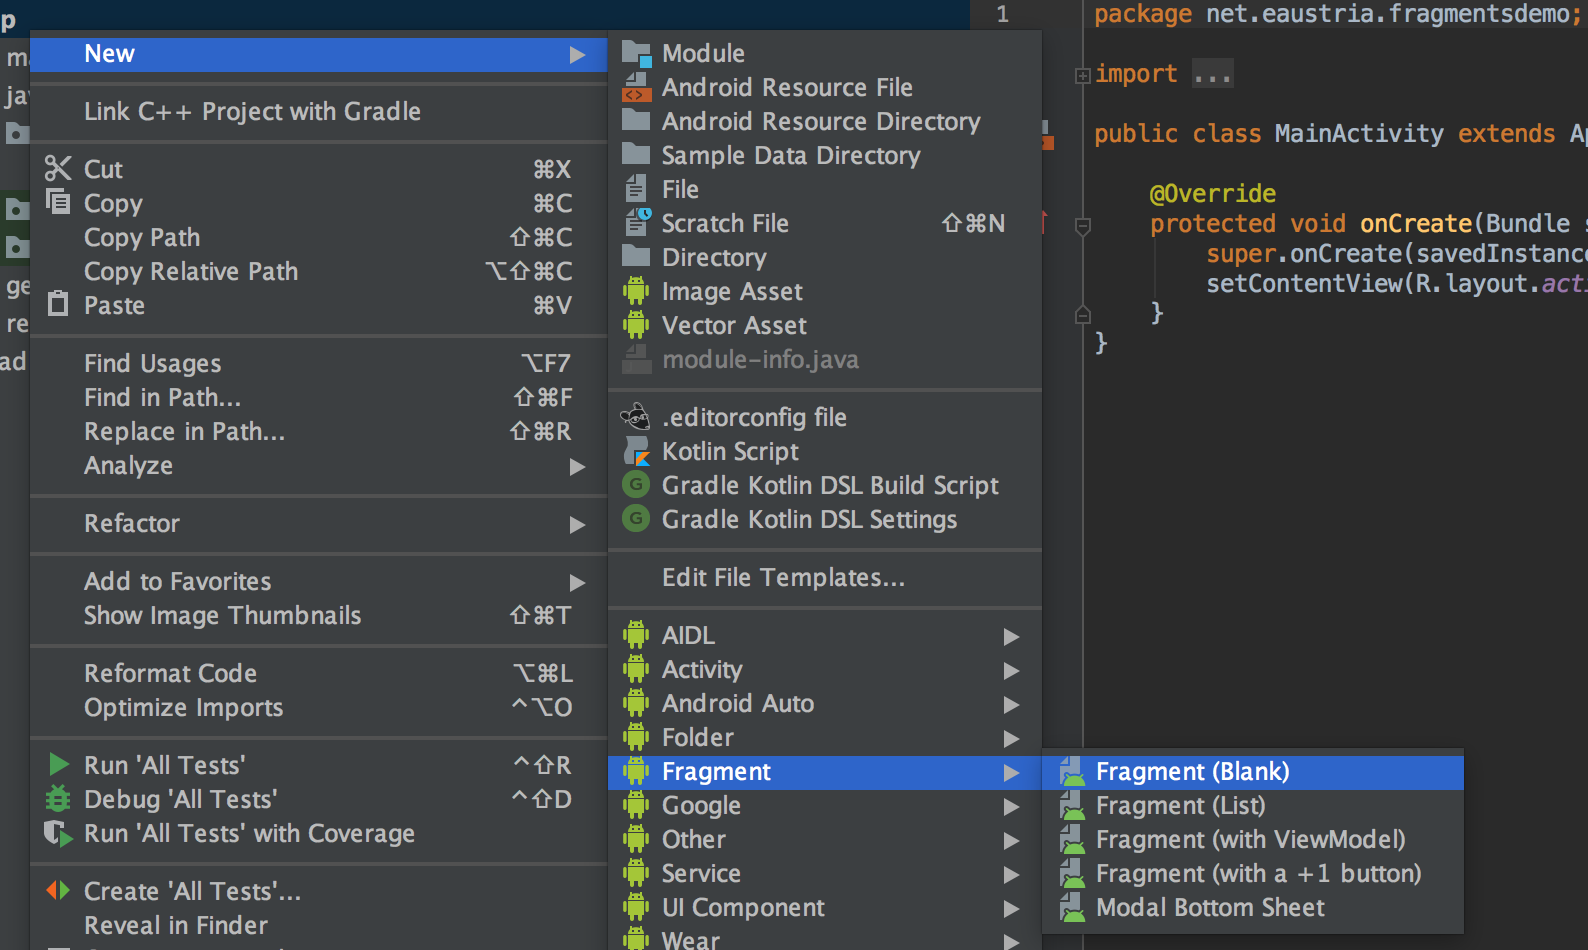 p
New
Link C++ Project with Gradle
Cut ⌘X
Copy ⌘C
Copy Path ⇧⌘C
Copy Relative Path ⌥⇧⌘C
Paste ⌘V
Find Usages ⌥F7
Find in Path... ⇧⌘F
Replace in Path... ⇧⌘R
Analyze
Refactor
Add to Favorites
Show Image Thumbnails ⇧⌘T
Reformat Code ⌥⌘L
Optimize Imports ^⌥O
Run 'All Tests' ^⇧R
Debug 'All Tests' ^⇧D
Run 'All Tests' with Coverage
Create 'All Tests'...
Reveal in Finder
ja
ge
re
ad
Module
Android Resource File
Android Resource Directory
Sample Data Directory
File
Scratch File ⇧⌘N
Directory
Image Asset
Vector Asset
module-info.java
.editorconfig file
Kotlin Script
Gradle Kotlin DSL Build Script
Gradle Kotlin DSL Settings
Edit File Templates...
AIDL
Activity
Android Auto
Folder
Fragment
Google
Other
Service
UI Component
Wear
Fragment (Blank)
Fragment (List)
Fragment (with ViewModel)
Fragment (with a +1 button)
Modal Bottom Sheet
1
package net.eaustria.fragmentsdemo;
import ...
public class MainActivity extends Ap
@Override
protected void onCreate(Bundle s
super.onCreate(savedInstance
setContentView(R.layout.acti
}
}